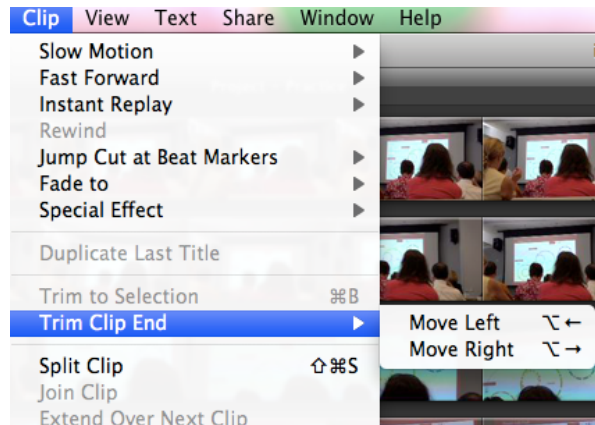 Clip View Text Share Window Help
Slow Motion ▶
Fast Forward ▶
Instant Replay ▶
Rewind
Jump Cut at Beat Markers ▶
Fade to ▶
Special Effect ▶
Duplicate Last Title
Trim to Selection ⌘B
Trim Clip End ▶
Move Left ⌥←
Move Right ⌥→
Split Clip ⇧⌘S
Join Clip
Extend Over Next Clip